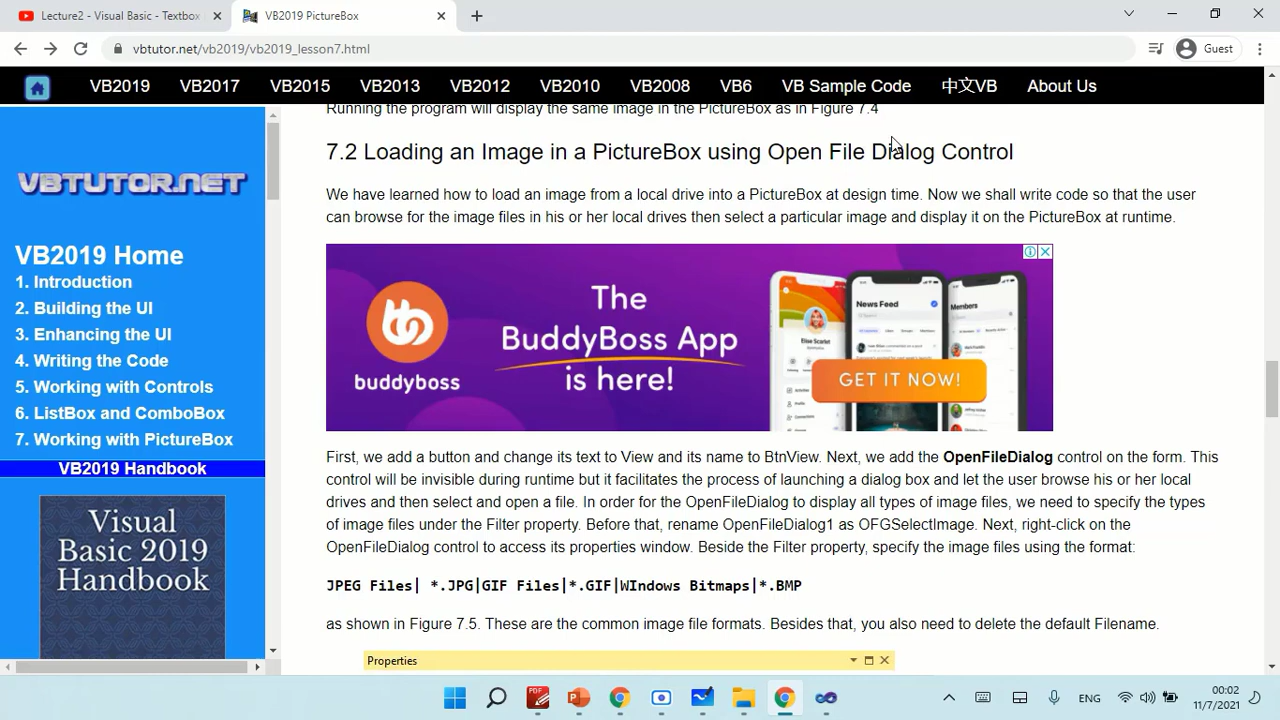 Lecture2 - Visual Basic - Textbox
VB2019 PictureBox
vbtutor.net/vb2019/vb2019_lesson7.html
Guest
VB2019 VB2017 VB2015 VB2013 VB2012 VB2010 VB2008 VB6 VB Sample Code 中文VB About Us
Running the program will display the same image in the PictureBox as in Figure 7.4
VBTUTOR.NET
VB2019 Home
1. Introduction
2. Building the UI
3. Enhancing the UI
4. Writing the Code
5. Working with Controls
6. ListBox and ComboBox
7. Working with PictureBox
VB2019 Handbook
Visual
Basic 2019
Handbook
7.2 Loading an Image in a PictureBox using Open File Dialog Control
We have learned how to load an image from a local drive into a PictureBox at design time. Now we shall write code so that the user
can browse for the image files in his or her local drives then select a particular image and display it on the PictureBox at runtime.
buddyboss
The
BuddyBoss App
is here!
News Feed
Members
Elise Scarlet
GET IT NOW!
First, we add a button and change its text to View and its name to BtnView. Next, we add the OpenFileDialog control on the form. This
control will be invisible during runtime but it facilitates the process of launching a dialog box and let the user browse his or her local
drives and then select and open a file. In order for the OpenFileDialog to display all types of image files, we need to specify the types
of image files under the Filter property. Before that, rename OpenFileDialog1 as OFGSelectImage. Next, right-click on the
OpenFileDialog control to access its properties window. Beside the Filter property, specify the image files using the format:
JPEG Files| *.JPG|GIF Files|*.GIF|WIndows Bitmaps|*.BMP
as shown in Figure 7.5. These are the common image file formats. Besides that, you also need to delete the default Filename.
Properties
PDF
ENG
00:02
11/7/2021